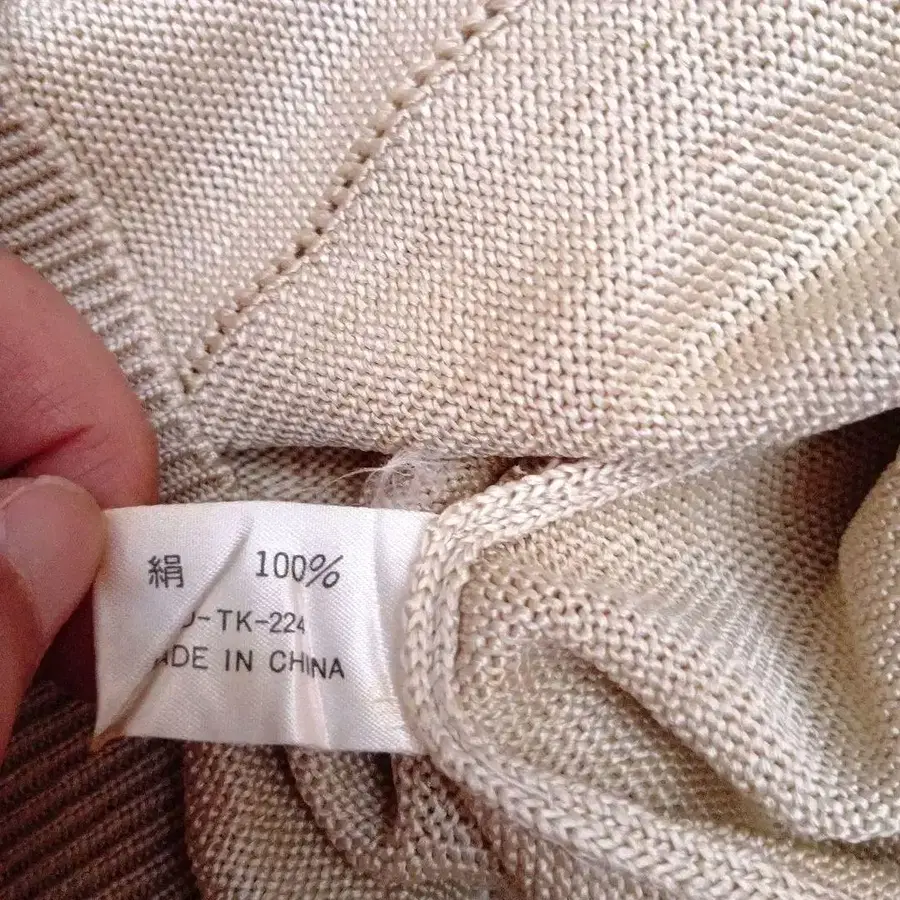 絹 100%
-TK-224
ADE IN CHINA